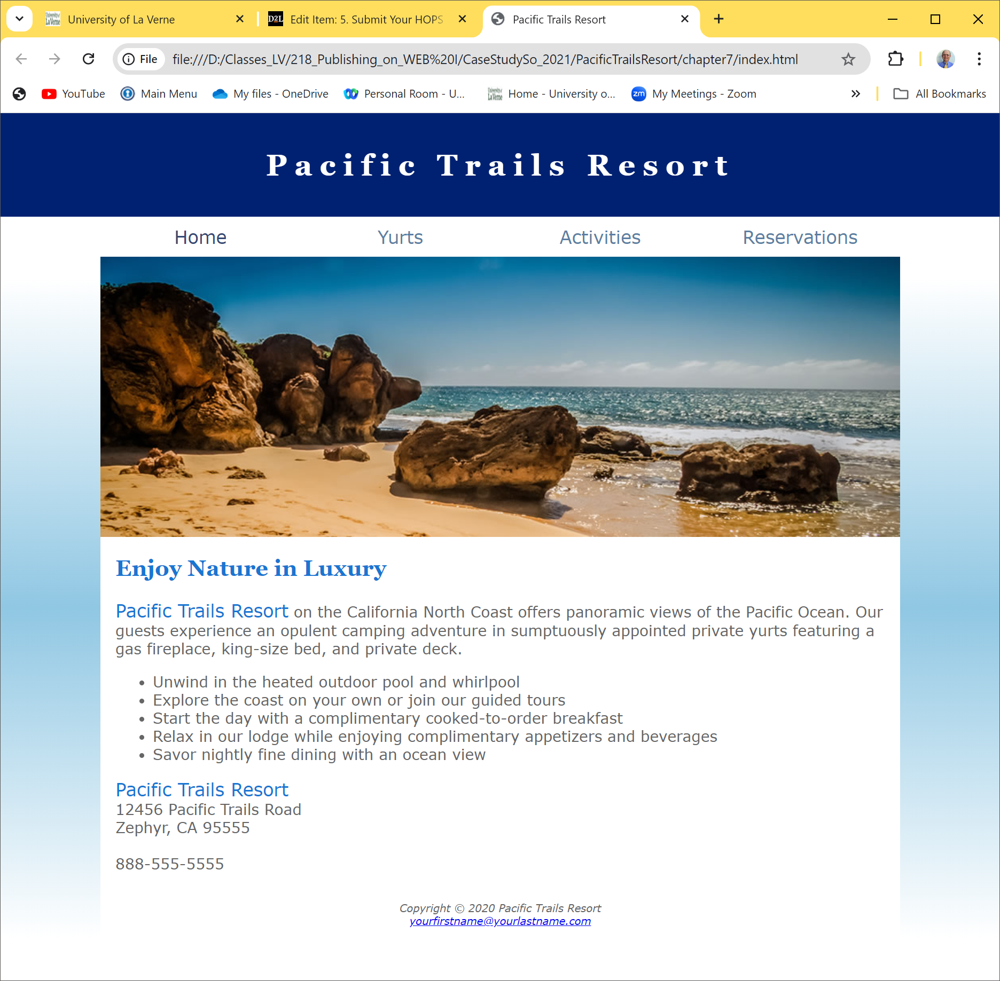 University of La Verne
D2L Edit Item: 5. Submit Your HOPS
Pacific Trails Resort
File file:///D:/Classes_LV/218_Publishing_on_WEB%20I/CaseStudySo_2021/PacificTrailsResort/chapter7/index.html
YouTube Main Menu My files - OneDrive Personal Room - U... Home - University o... zm My Meetings - Zoom » All Bookmarks
Pacific Trails Resort
Home Yurts Activities Reservations
Enjoy Nature in Luxury
Pacific Trails Resort on the California North Coast offers panoramic views of the Pacific Ocean. Our
guests experience an opulent camping adventure in sumptuously appointed private yurts featuring a
gas fireplace, king-size bed, and private deck.
• Unwind in the heated outdoor pool and whirlpool
• Explore the coast on your own or join our guided tours
• Start the day with a complimentary cooked-to-order breakfast
• Relax in our lodge while enjoying complimentary appetizers and beverages
• Savor nightly fine dining with an ocean view
Pacific Trails Resort
12456 Pacific Trails Road
Zephyr, CA 95555
888-555-5555
Copyright © 2020 Pacific Trails Resort
yourfirstname@yourlastname.com